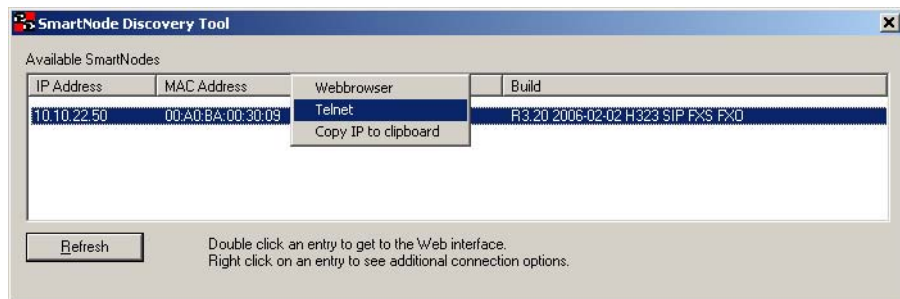 SmartNode Discovery Tool
Available SmartNodes
IP Address MAC Address Build
Webbrowser
Telnet
Copy IP to clipboard
10.10.22.50 00:A0:BA:00:30:09 R3.20 2006-02-02 H323 SIP FXS FXO
Refresh
Double click an entry to get to the Web interface.
Right click on an entry to see additional connection options.